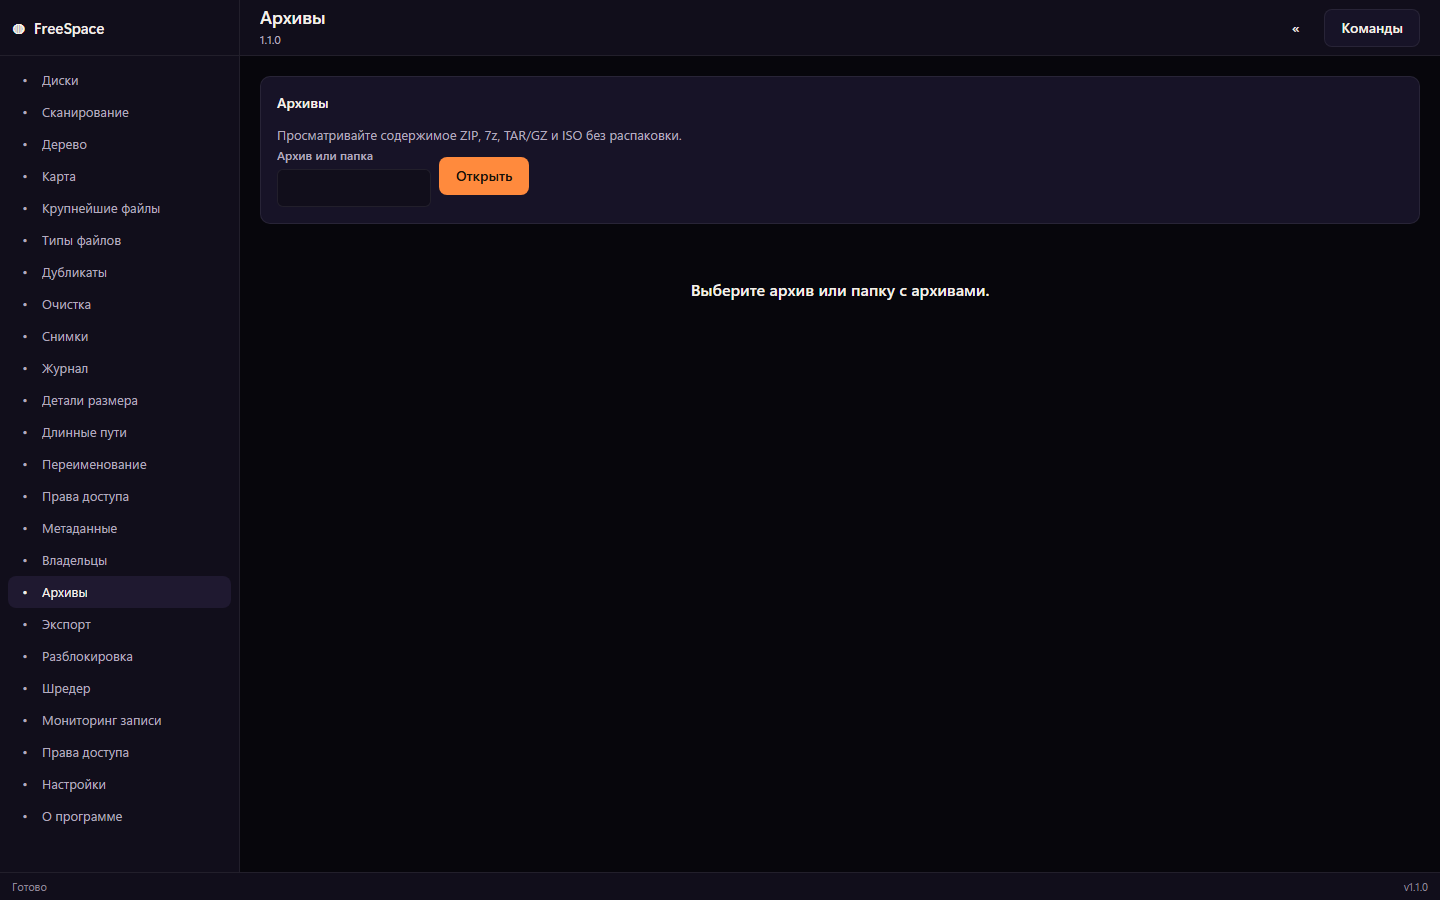 FreeSpace
Архивы
1.1.0
«
Команды
• Диски
• Сканирование
• Дерево
• Карта
• Крупнейшие файлы
• Типы файлов
• Дубликаты
• Очистка
• Снимки
• Журнал
• Детали размера
• Длинные пути
• Переименование
• Права доступа
• Метаданные
• Владельцы
• Архивы
• Экспорт
• Разблокировка
• Шредер
• Мониторинг записи
• Права доступа
• Настройки
• О программе
Архивы
Просматривайте содержимое ZIP, 7z, TAR/GZ и ISO без распаковки.
Архив или папка
Открыть
Выберите архив или папку с архивами.
Готово
v1.1.0